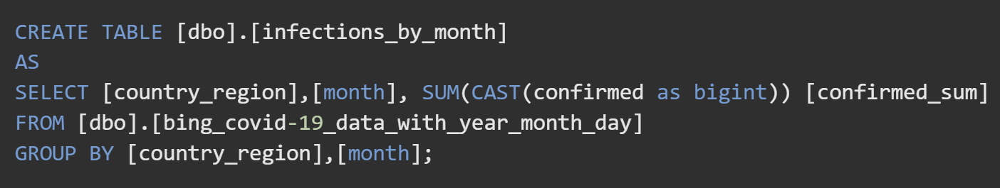 CREATE TABLE [dbo].[infections_by_month]
AS
SELECT [country_region],[month], SUM(CAST(confirmed as bigint)) [confirmed_sum]
FROM [dbo].[bing_covid-19_data_with_year_month_day]
GROUP BY [country_region],[month];